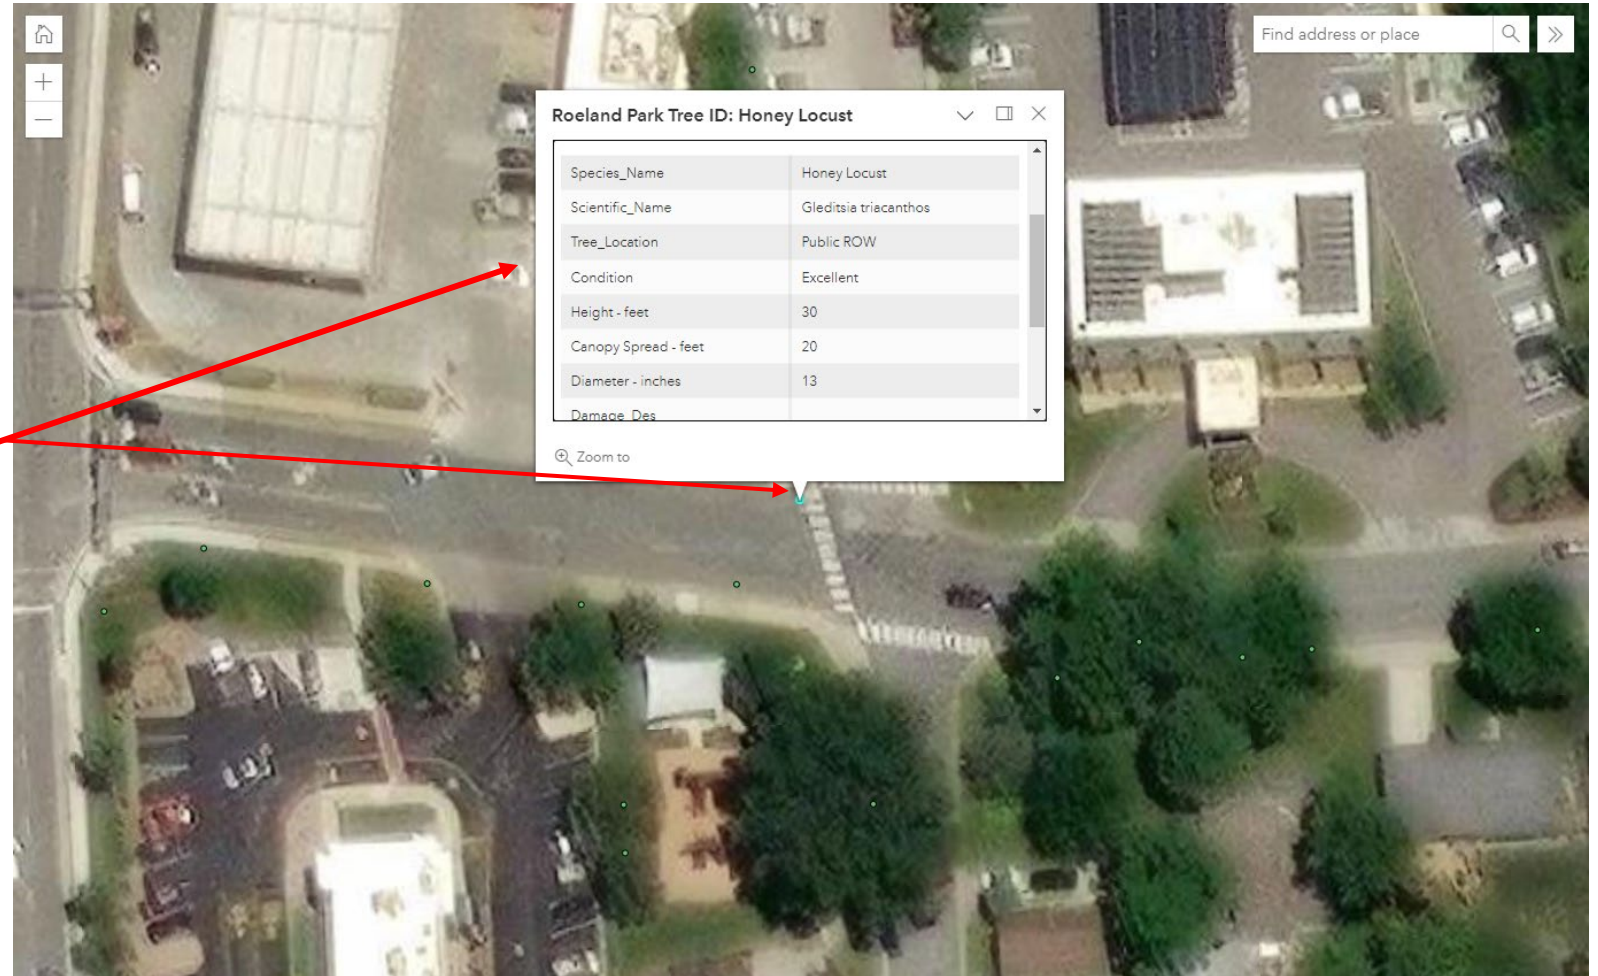 Find address or place
Roeland Park Tree ID: Honey Locust
Species_Name Honey Locust
Scientific_Name Gleditsia triacanthos
Tree_Location Public ROW
Condition Excellent
Height - feet 30
Canopy Spread - feet 20
Diameter - inches 13
Damage_Des
Zoom to